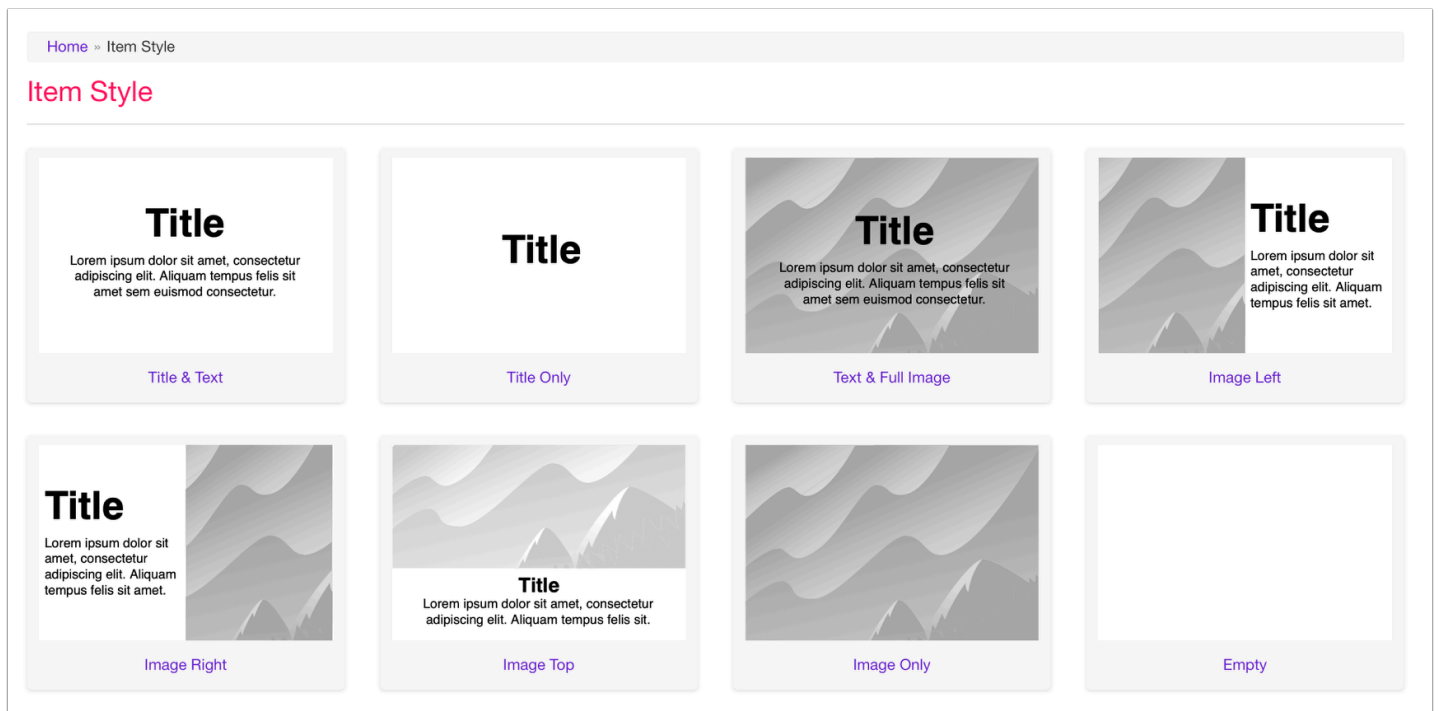 Home » Item Style
Item Style
Title
Lorem ipsum dolor sit amet, consectetur
adipiscing elit. Aliquam tempus felis sit
amet sem euismod consectetur.
Title & Text
Title
Title Only
Title
Lorem ipsum dolor sit amet, consectetur
adipiscing elit. Aliquam tempus felis sit
amet sem euismod consectetur.
Text & Full Image
Title
Lorem ipsum dolor sit
amet, consectetur
adipiscing elit. Aliquam
tempus felis sit amet.
Image Left
Title
Lorem ipsum dolor sit
amet, consectetur
adipiscing elit. Aliquam
tempus felis sit amet.
Image Right
Title
Lorem ipsum dolor sit amet, consectetur
adipiscing elit. Aliquam tempus felis sit.
Image Top
Image Only
Empty